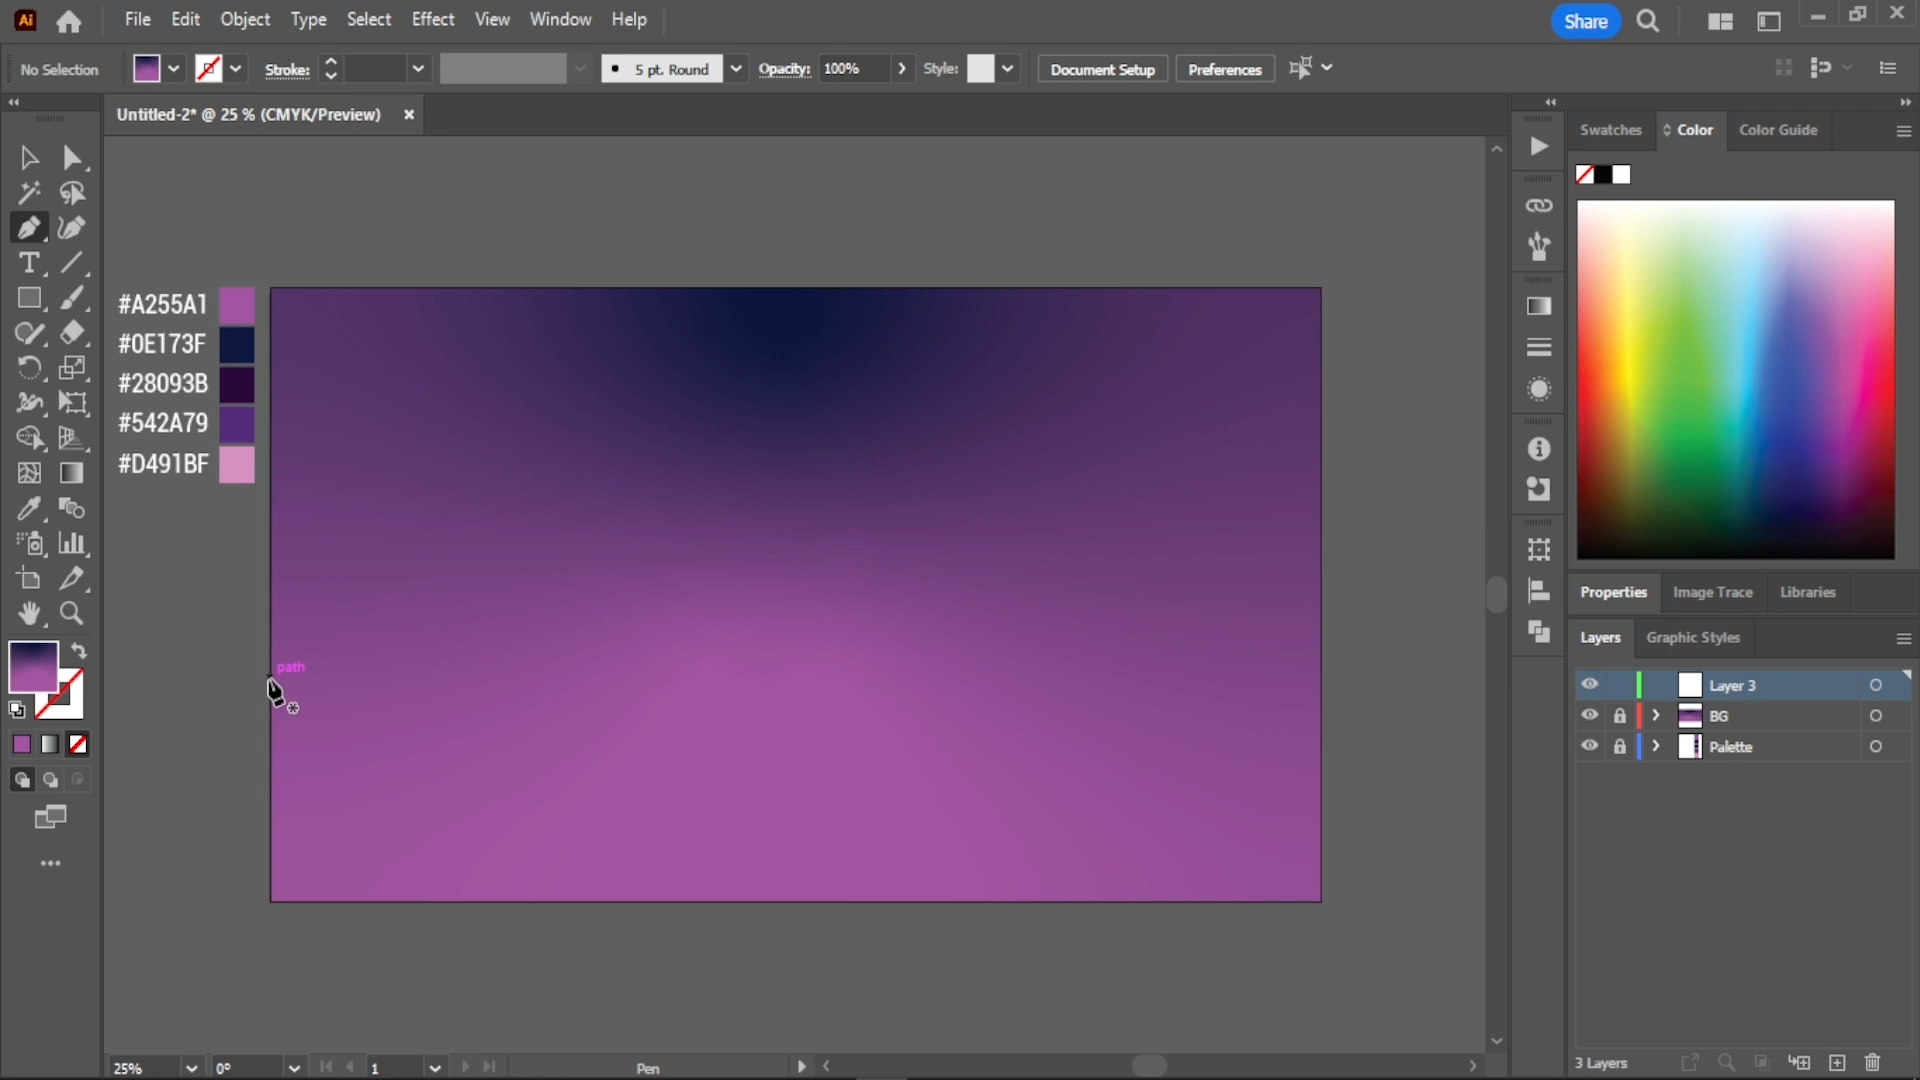 Ai
File Edit Object Type Select Effect View Window Help
Share
No Selection
Stroke:
5 pt. Round
Opacity: 100%
Style:
Document Setup
Preferences
Untitled-2* @ 25 % (CMYK/Preview)
Swatches Color Color Guide
#A255A1
#0E173F
#28093B
#542A79
#D491BF
path
Properties Image Trace Libraries
Layers Graphic Styles
Layer 3
BG
Palette
3 Layers
25% 0° 1 Pen